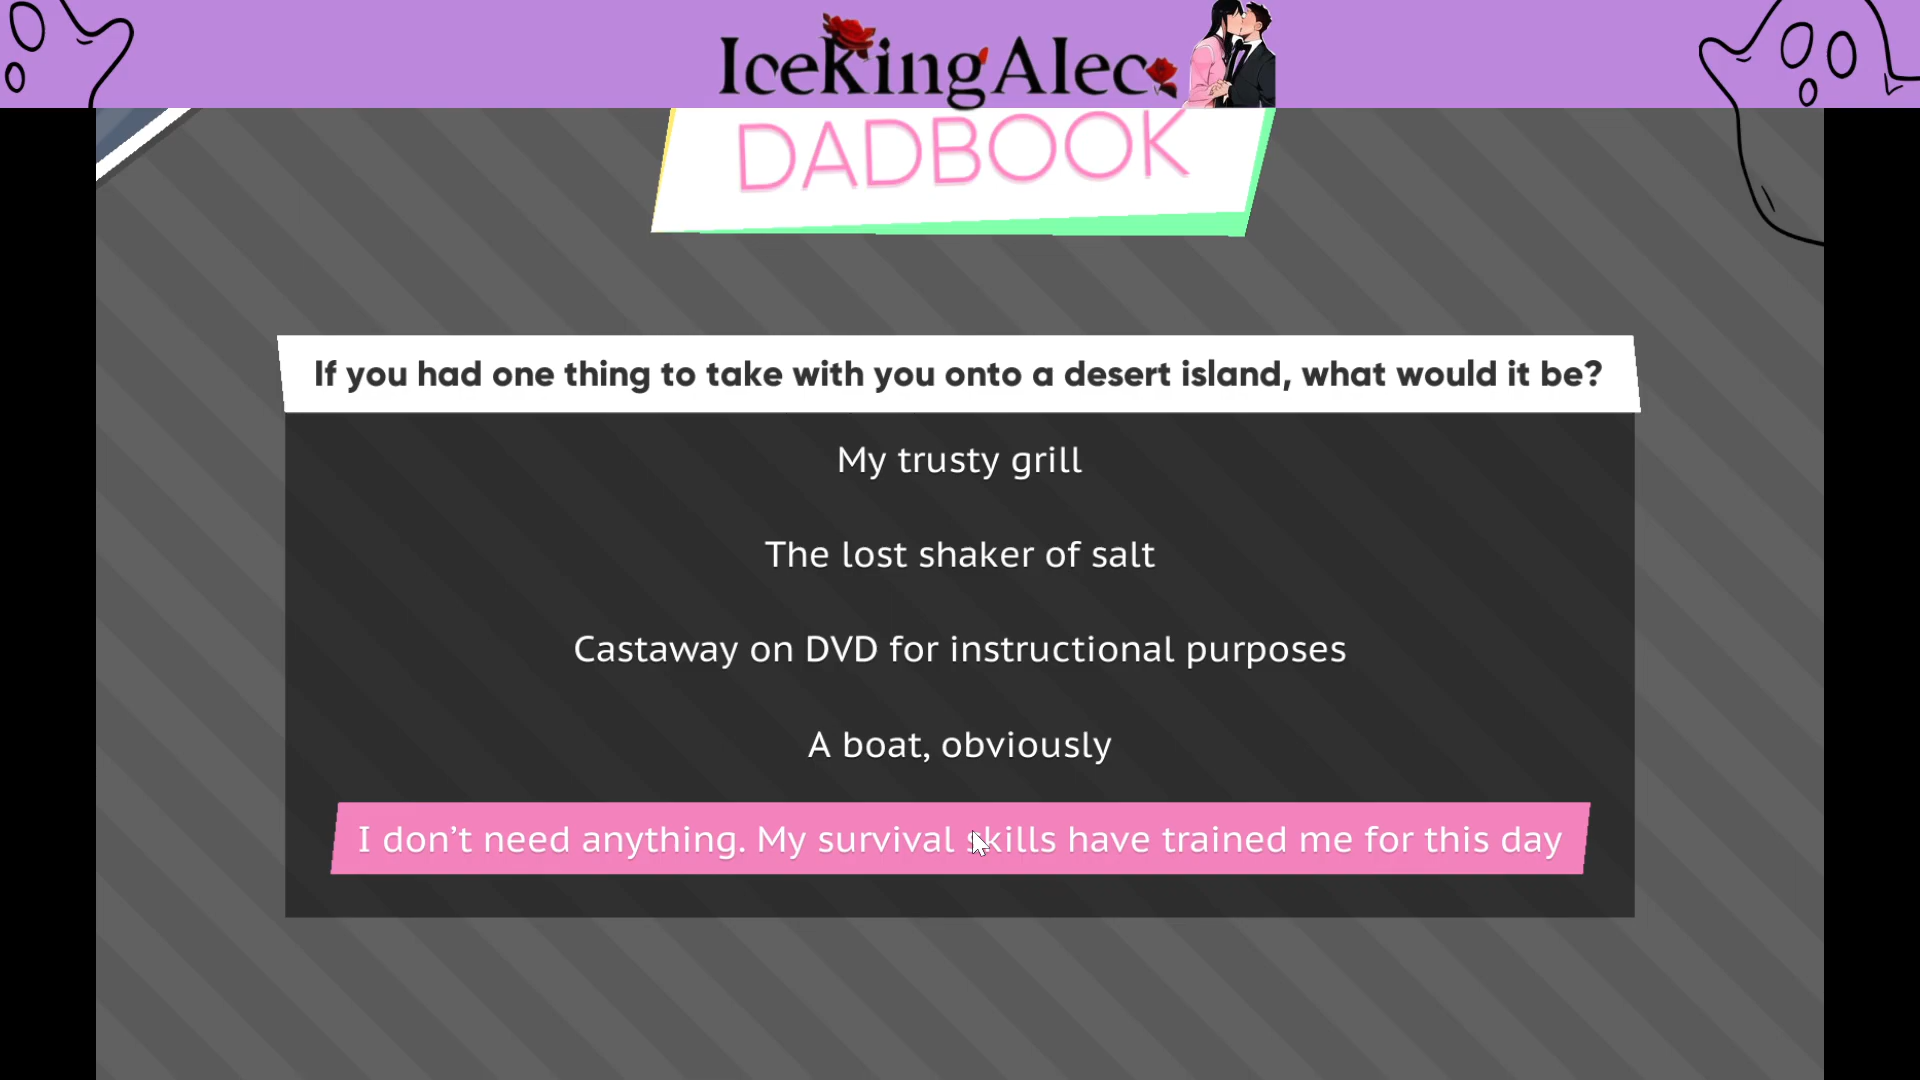 IceKingAlec
DADBOOK
If you had one thing to take with you onto a desert island, what would it be?
My trusty grill
The lost shaker of salt
Castaway on DVD for instructional purposes
A boat, obviously
I don’t need anything. My survival skills have trained me for this day